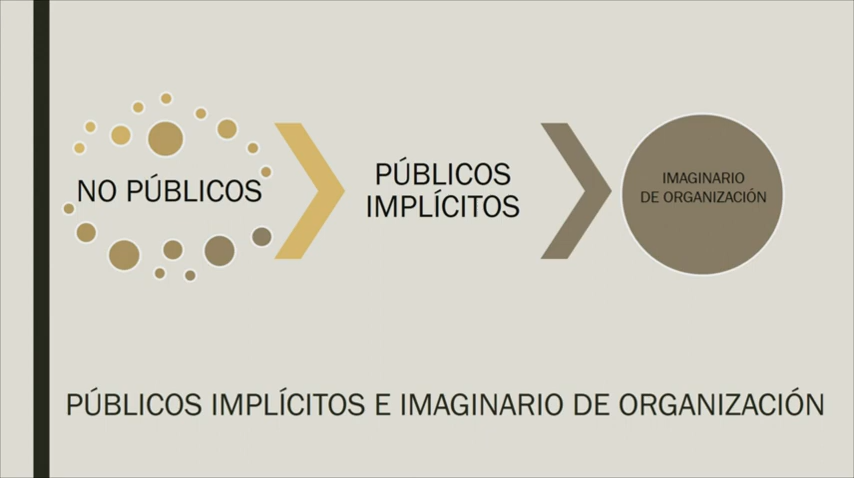 NO PÚBLICOS
PÚBLICOS
IMPLÍCITOS
IMAGINARIO
DE ORGANIZACIÓN
PÚBLICOS IMPLÍCITOS E IMAGINARIO DE ORGANIZACIÓN